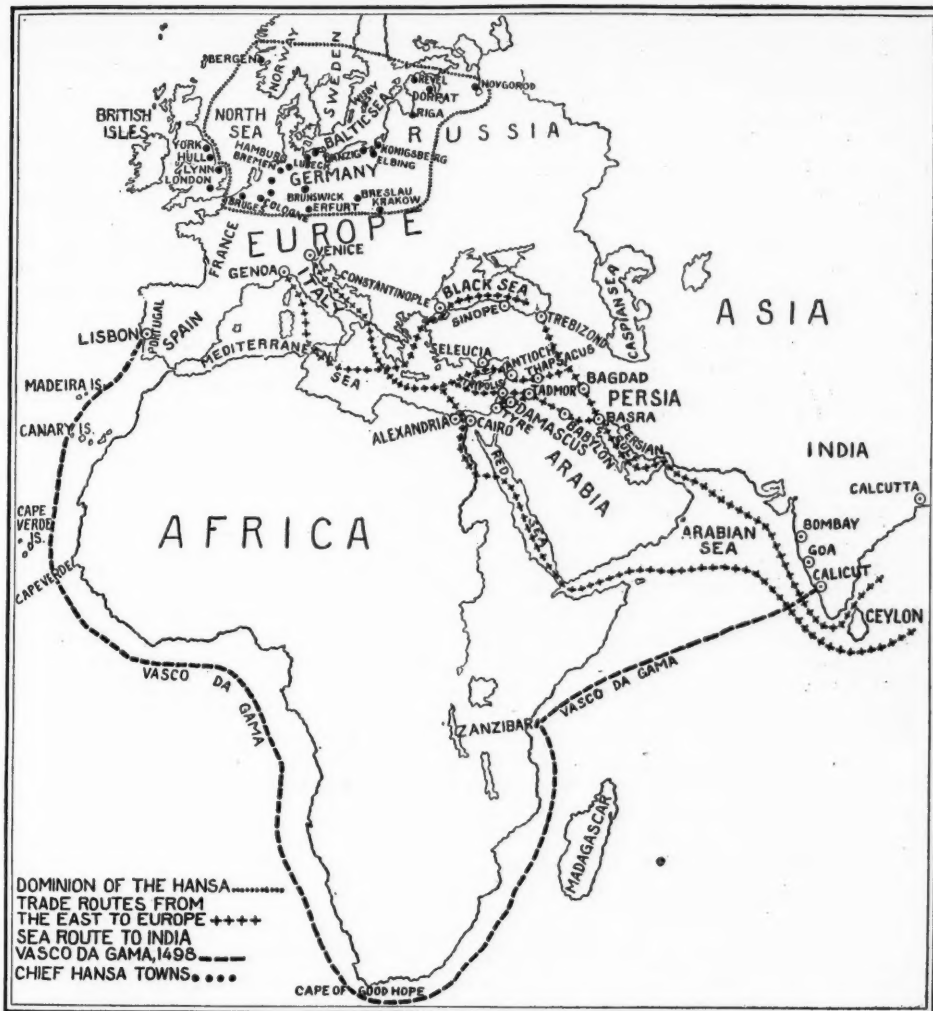 BERGEN
NORWAY
SWEDEN
REVEL
NOVGOROD
DORPAT
WISBY
RIGA
BRITISH
ISLES
NORTH
SEA
BALTIC SEA
RUSSIA
YORK
HULL
LYNN
LONDON
HAMBURG
BREMEN
LUBECK
DANZIG
KONIGSBERG
ELBING
GERMANY
BRUGES
COLOGNE
BRUNSWICK
ERFURT
BRESLAU
KRAKOW
FRANCE
EUROPE
VENICE
GENOA
ITALY
CONSTANTINOPLE
BLACK SEA
SINOPE
TREBIZOND
CASPIAN SEA
ASIA
LISBON
PORTUGAL
SPAIN
MEDITERRENEAN
SEA
SELEUCIA
ANTIOCH
THAPSACUS
BAGDAD
TADMOR
PERSIA
MADEIRA IS.
CANARY IS.
ALEXANDRIA
CAIRO
TYRE
DAMASCUS
BABYLON
BASRA
PERSIAN
GULF
ARABIA
RED
SEA
INDIA
CALCUTTA
BOMBAY
GOA
CALICUT
CEYLON
ARABIAN
SEA
AFRICA
CAPE
VERDE
IS.
CAPE VERDE
VASCO DA GAMA
VASCO DA GAMA
ZANZIBAR
MADAGASCAR
DOMINION OF THE HANSA
TRADE ROUTES FROM
THE EAST TO EUROPE
SEA ROUTE TO INDIA
VASCO DA GAMA, 1498
CHIEF HANSA TOWNS
CAPE OF GOOD HOPE